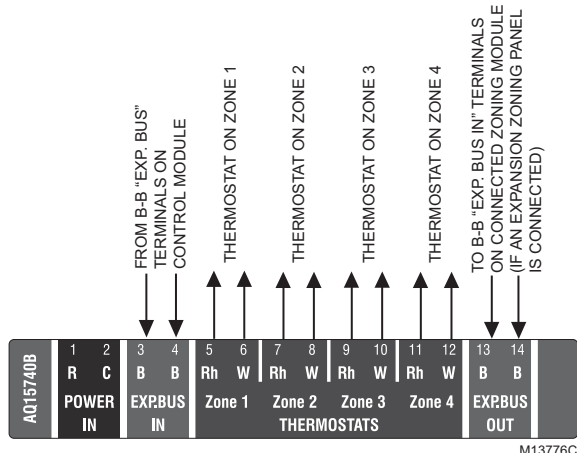 FROM B-B “EXP. BUS”
TERMINALS ON
CONTROL MODULE
THERMOSTAT ON ZONE 1
THERMOSTAT ON ZONE 2
THERMOSTAT ON ZONE 3
THERMOSTAT ON ZONE 4
TO B-B “EXP. BUS IN” TERMINALS
ON CONNECTED ZONING MODULE
(IF AN EXPANSION ZONING PANEL
IS CONNECTED)
AQ15740B
1 2 3 4 5 6 7 8 9 10 11 12 13 14
R C B B Rh W Rh W Rh W Rh W B B
POWER IN
EXP.BUS IN
Zone 1 Zone 2 Zone 3 Zone 4
THERMOSTATS
EXP.BUS OUT
M13776C